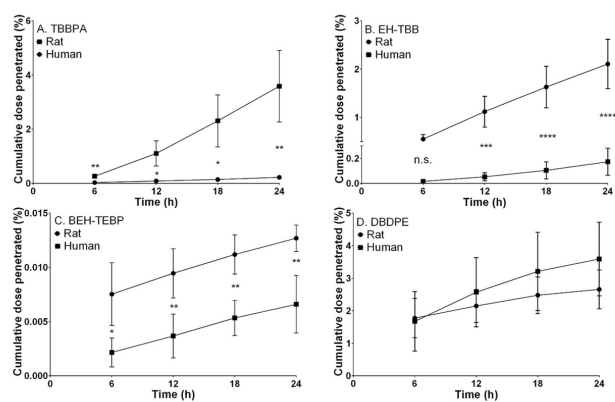 A. TBBPA
Rat
Human
Cumulative dose penetrated (%)
6
4
2
0
**
*
*
**
0 6 12 18 24
Time (h)
B. EH-TBB
Rat
Human
Cumulative dose penetrated (%)
3
2
1
0.2
0.0
n.s.
***
****
****
0 6 12 18 24
Time (h)
C. BEH-TEBP
Rat
Human
Cumulative dose penetrated (%)
0.015
0.010
0.005
0.000
*
**
**
**
6 12 18 24
Time (h)
D. DBDPE
Rat
Human
Cumulative dose penetrated (%)
5
4
3
2
1
0
0 6 12 18 24
Time (h)